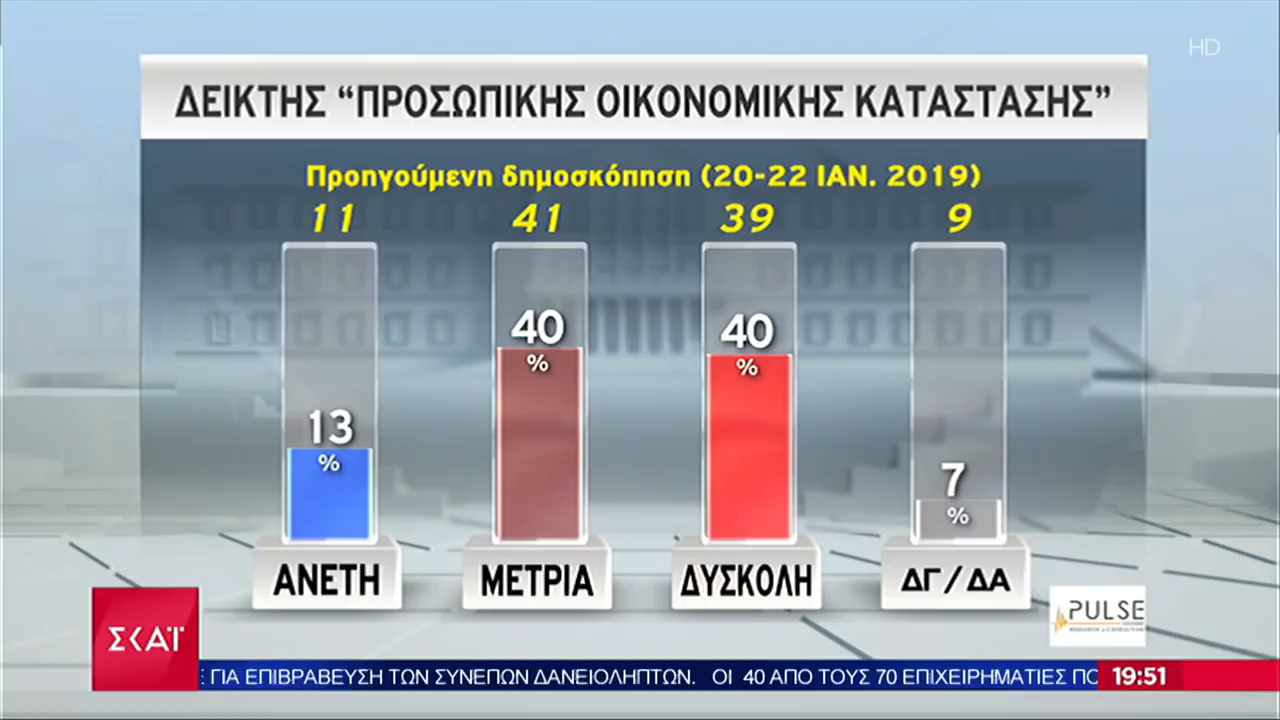 HD
ΔΕΙΚΤΗΣ “ΠΡΟΣΩΠΙΚΗΣ ΟΙΚΟΝΟΜΙΚΗΣ ΚΑΤΑΣΤΑΣΗΣ”
Προηγούμενη δημοσκόπηση (20-22 ΙΑΝ. 2019)
11 41 39 9
40 40
% %
13 7
% %
ΑΝΕΤΗ ΜΕΤΡΙΑ ΔΥΣΚΟΛΗ ΔΓ/ΔΑ
PULSE
ΣΚΑΪ
ΓΙΑ ΕΠΙΒΡΑΒΕΥΣΗ ΤΩΝ ΣΥΝΕΠΩΝ ΔΑΝΕΙΟΛΗΠΤΩΝ. ΟΙ 40 ΑΠΟ ΤΟΥΣ 70 ΕΠΙΧΕΙΡΗΜΑΤΙΕΣ ΠΟ 19:51